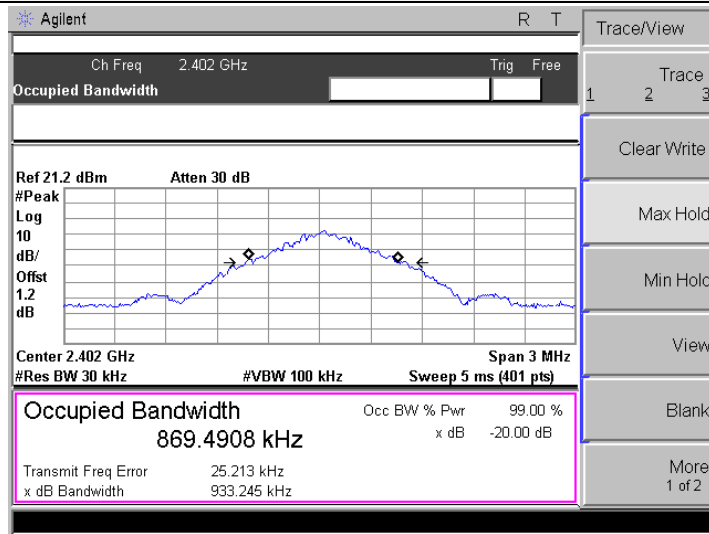 Agilent R T
Trace/View
Ch Freq 2.402 GHz Trig Free
Occupied Bandwidth
Trace
1 2 3
Clear Write
Ref 21.2 dBm Atten 30 dB
#Peak
Log
10
dB/
Offst
1.2
dB
Max Hold
Min Hold
View
Center 2.402 GHz Span 3 MHz
#Res BW 30 kHz #VBW 100 kHz Sweep 5 ms (401 pts)
Occupied Bandwidth
869.4908 kHz
Occ BW % Pwr 99.00 %
x dB -20.00 dB
Transmit Freq Error 25.213 kHz
x dB Bandwidth 933.245 kHz
Blank
More
1 of 2